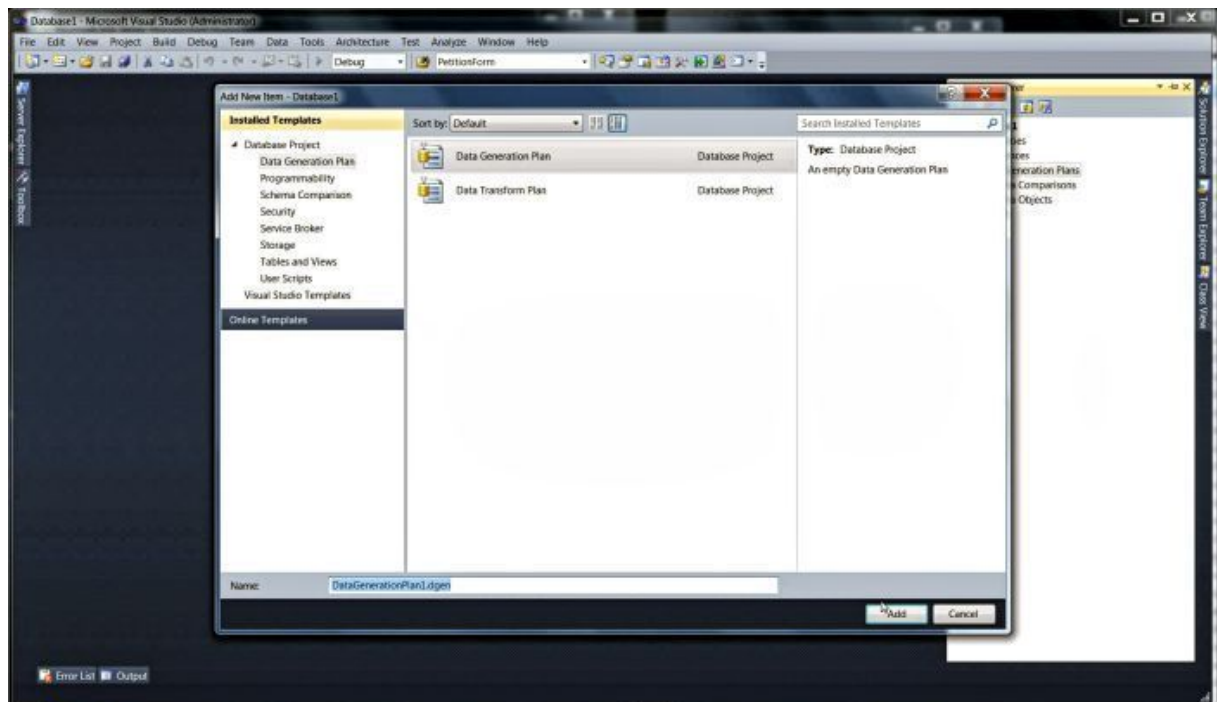 Database1 - Microsoft Visual Studio (Administrator)
File Edit View Project Build Debug Team Data Tools Architecture Test Analyze Window Help
Debug
PetitionForm
Server Explorer
Toolbox
Add New Item - Database1
Installed Templates
Database Project
Data Generation Plan
Programmability
Schema Comparison
Security
Service Broker
Storage
Tables and Views
User Scripts
Visual Studio Templates
Online Templates
Sort by: Default
Data Generation Plan Database Project
Data Transform Plan Database Project
Search Installed Templates
Type: Database Project
An empty Data Generation Plan
Name: DataGenerationPlan1.dgen
Add Cancel
Plans
Comparisons
Objects
Solution Explorer
Team Explorer
Class View
Error List Output